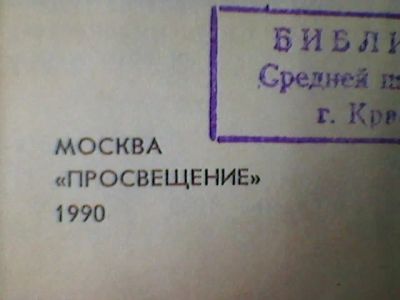 БИБЛИ
Средней
г. Кра
МОСКВА
«ПРОСВЕЩЕНИЕ»
1990